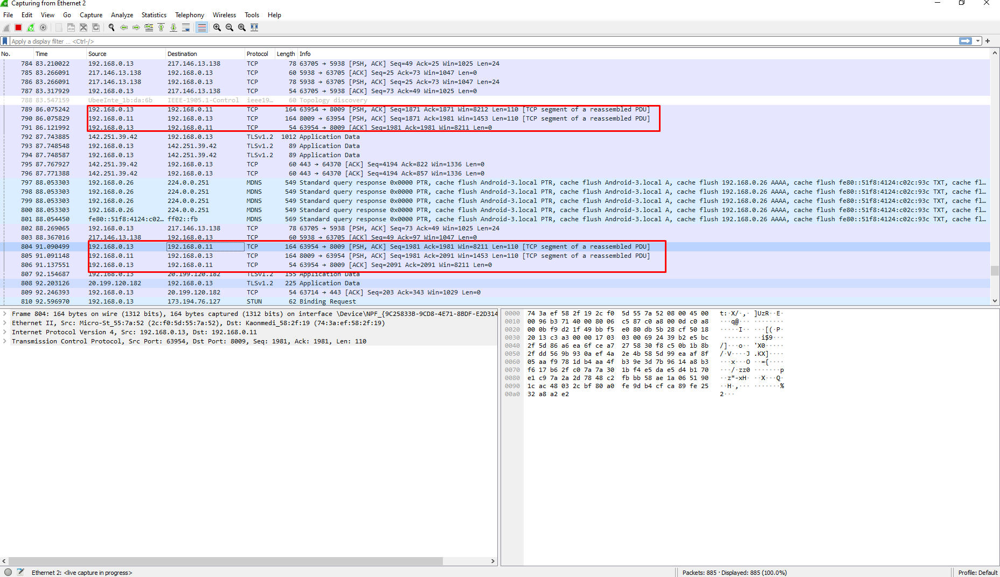 Capturing from Ethernet 2
File Edit View Go Capture Analyze Statistics Telephony Wireless Tools Help
Apply a display filter ... <Ctrl-/>
No. Time Source Destination Protocol Length Info
784 83.210022 192.168.0.13 217.146.13.138 TCP 78 63705 → 5938 [PSH, ACK] Seq=49 Ack=25 Win=1025 Len=24
785 83.266091 217.146.13.138 192.168.0.13 TCP 60 5938 → 63705 [ACK] Seq=25 Ack=73 Win=1047 Len=0
786 83.266091 217.146.13.138 192.168.0.13 TCP 78 5938 → 63705 [PSH, ACK] Seq=25 Ack=73 Win=1047 Len=24
787 83.317929 192.168.0.13 217.146.13.138 TCP 54 63705 → 5938 [ACK] Seq=73 Ack=49 Win=1025 Len=0
788 83.547159 UbeeInte_1b:da:6b IEEE-1905.1-Control ieee19… 60 Topology discovery
789 86.075242 192.168.0.13 192.168.0.11 TCP 164 63954 → 8009 [PSH, ACK] Seq=1871 Ack=1871 Win=8212 Len=110 [TCP segment of a reassembled PDU]
790 86.075829 192.168.0.11 192.168.0.13 TCP 164 8009 → 63954 [PSH, ACK] Seq=1871 Ack=1981 Win=1453 Len=110 [TCP segment of a reassembled PDU]
791 86.121992 192.168.0.13 192.168.0.11 TCP 54 63954 → 8009 [ACK] Seq=1981 Ack=1981 Win=8211 Len=0
792 87.743885 142.251.39.42 192.168.0.13 TLSv1.2 1012 Application Data
793 87.748548 192.168.0.13 142.251.39.42 TLSv1.2 89 Application Data
794 87.748587 192.168.0.13 142.251.39.42 TLSv1.2 89 Application Data
795 87.767927 142.251.39.42 192.168.0.13 TCP 60 443 → 64370 [ACK] Seq=4194 Ack=822 Win=1336 Len=0
796 87.771388 142.251.39.42 192.168.0.13 TCP 60 443 → 64370 [ACK] Seq=4194 Ack=857 Win=1336 Len=0
797 88.053303 192.168.0.26 224.0.0.251 MDNS 549 Standard query response 0x0000 PTR, cache flush Android-3.local PTR, cache flush Android-3.local A, cache flush 192.168.0.26 AAAA, cache flush fe80::51f8:4124:c02c:93c TXT, cache fl…
798 88.053303 192.168.0.26 224.0.0.251 MDNS 549 Standard query response 0x0000 PTR, cache flush Android-3.local PTR, cache flush Android-3.local A, cache flush 192.168.0.26 AAAA, cache flush fe80::51f8:4124:c02c:93c TXT, cache fl…
799 88.053303 192.168.0.26 224.0.0.251 MDNS 549 Standard query response 0x0000 PTR, cache flush Android-3.local PTR, cache flush Android-3.local A, cache flush 192.168.0.26 AAAA, cache flush fe80::51f8:4124:c02c:93c TXT, cache fl…
800 88.053303 192.168.0.26 224.0.0.251 MDNS 549 Standard query response 0x0000 PTR, cache flush Android-3.local PTR, cache flush Android-3.local A, cache flush 192.168.0.26 AAAA, cache flush fe80::51f8:4124:c02c:93c TXT, cache fl…
801 88.054450 fe80::51f8:4124:c02… ff02::fb MDNS 569 Standard query response 0x0000 PTR, cache flush Android-3.local PTR, cache flush Android-3.local A, cache flush 192.168.0.26 AAAA, cache flush fe80::51f8:4124:c02c:93c TXT, cache fl…
802 88.269065 192.168.0.13 217.146.13.138 TCP 78 63705 → 5938 [PSH, ACK] Seq=73 Ack=49 Win=1025 Len=24
803 88.367016 217.146.13.138 192.168.0.13 TCP 60 5938 → 63705 [ACK] Seq=49 Ack=97 Win=1047 Len=0
804 91.090499 192.168.0.13 192.168.0.11 TCP 164 63954 → 8009 [PSH, ACK] Seq=1981 Ack=1981 Win=8211 Len=110 [TCP segment of a reassembled PDU]
805 91.091148 192.168.0.11 192.168.0.13 TCP 164 8009 → 63954 [PSH, ACK] Seq=1981 Ack=2091 Win=1453 Len=110 [TCP segment of a reassembled PDU]
806 91.137551 192.168.0.13 192.168.0.11 TCP 54 63954 → 8009 [ACK] Seq=2091 Ack=2091 Win=8211 Len=0
807 92.154687 192.168.0.13 20.199.120.182 TLSv1.2 155 Application Data
808 92.203126 20.199.120.182 192.168.0.13 TLSv1.2 225 Application Data
809 92.246393 192.168.0.13 20.199.120.182 TCP 54 63714 → 443 [ACK] Seq=203 Ack=343 Win=1029 Len=0
810 92.596970 192.168.0.13 173.194.76.127 STUN 62 Binding Request
Frame 804: 164 bytes on wire (1312 bits), 164 bytes captured (1312 bits) on interface \Device\NPF_{9C25833B-9CD8-4E71-8BDF-E2D314
Ethernet II, Src: Micro-St_55:7a:52 (2c:f0:5d:55:7a:52), Dst: Kaonmedi_58:2f:19 (74:3a:ef:58:2f:19)
Internet Protocol Version 4, Src: 192.168.0.13, Dst: 192.168.0.11
Transmission Control Protocol, Src Port: 63954, Dst Port: 8009, Seq: 1981, Ack: 1981, Len: 110
0000 74 3a ef 58 2f 19 2c f0 5d 55 7a 52 08 00 45 00 t:·X/·,· ]UzR··E·
0010 00 96 b3 71 40 00 80 06 c5 87 c0 a8 00 0d c0 a8 ···q@··· ········
0020 00 0b f9 d2 1f 49 bb f5 e0 80 db 5b 28 cf 50 18 ·····I·· ···[(·P·
0030 20 13 c3 a3 00 00 17 03 03 00 69 24 39 b2 e5 bc ······· ··i$9···
0040 2f 5d 86 a6 ea 6f ce a7 27 58 30 f8 c5 0b 1b 8b /]···o·· 'X0·····
0050 2f dd 56 9b 93 0a ef 4a 2e 4b 58 5d 99 ea af 8f /·V····J .KX]····
0060 05 aa f9 78 1d b4 aa 4f b3 9e 3d 7b 96 14 a8 b3 ···x···O ··={····
0070 f6 17 b6 2f c0 7a 7a 30 1b f4 e5 da e5 d4 b1 70 ···/·zz0 ·······p
0080 e1 c9 7a 2a 2d 78 48 c2 fb bb 58 ae 1a 06 51 90 ··z*-xH· ··X···Q·
0090 1c ac 48 03 2c bf 80 a0 fe 9d b4 cf ca 89 fe 25 ··H·,··· ·······%
00a0 32 a8 a2 e2 2···
Ethernet 2: <live capture in progress> Packets: 885 · Displayed: 885 (100.0%) Profile: Default